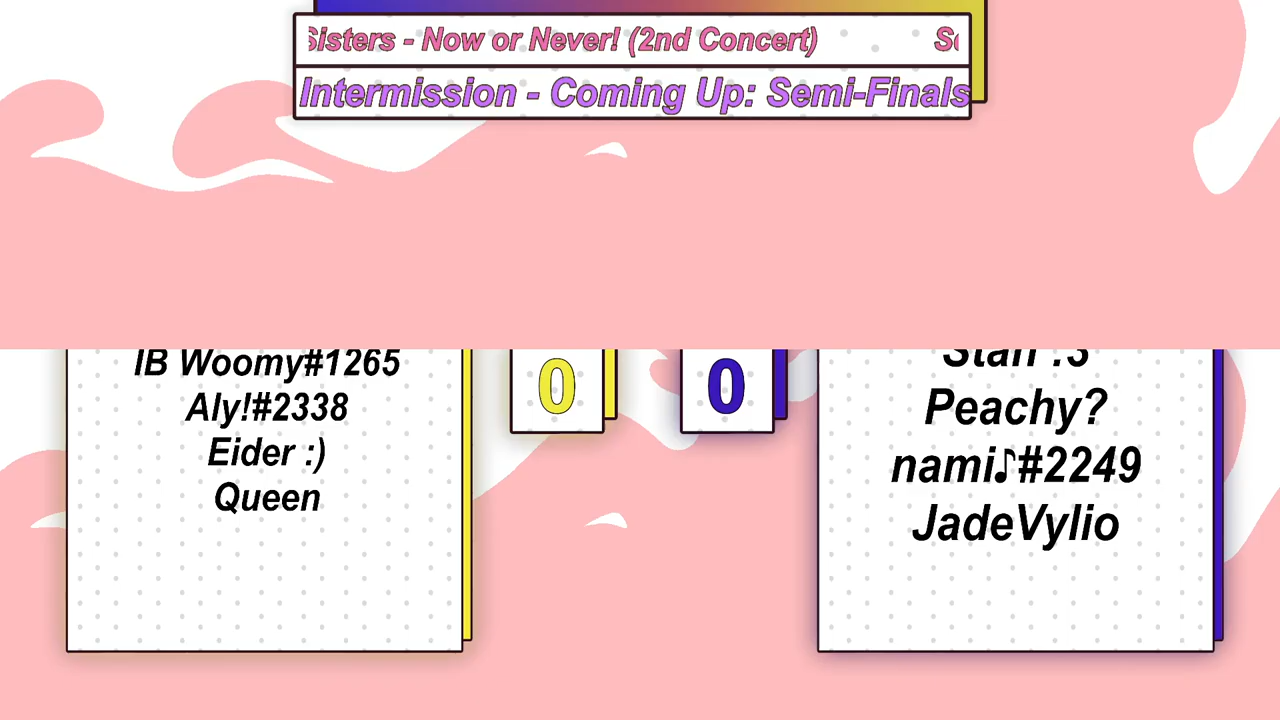 Sisters - Now or Never! (2nd Concert)
Intermission - Coming Up: Semi-Finals
IB Woomy#1265
Aly!#2338
Eider :)
Queen
0
0
Peachy?
nami♪#2249
JadeVylio